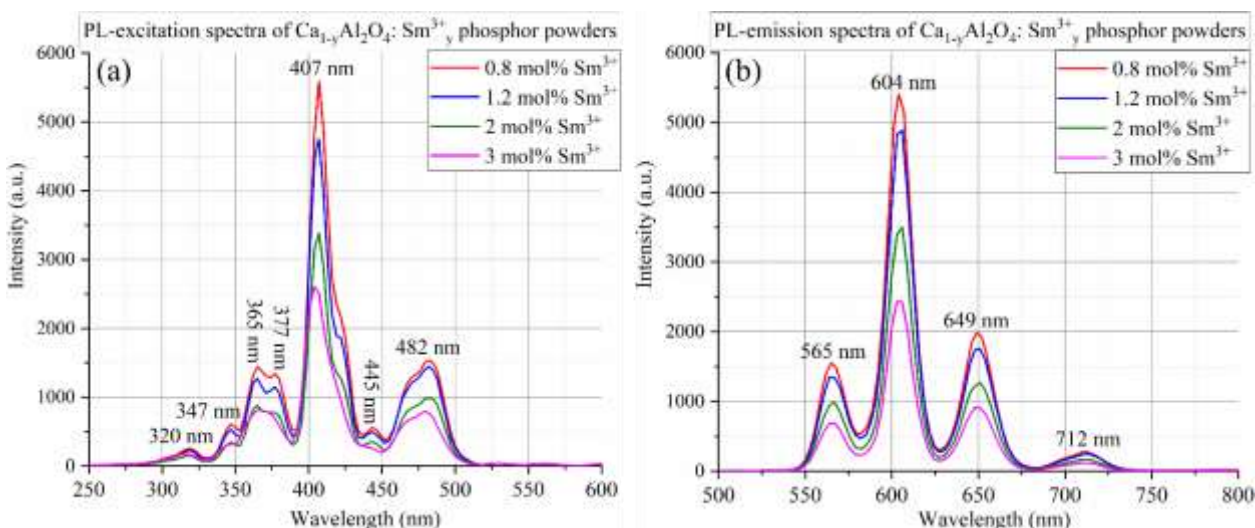 PL-excitation spectra of Ca₁₋ᵧAl₂O₄: Sm³⁺ᵧ phosphor powders
(a)
407 nm
0.8 mol% Sm³⁺
1.2 mol% Sm³⁺
2 mol% Sm³⁺
3 mol% Sm³⁺
365 nm
377 nm
482 nm
347 nm
445 nm
320 nm
Intensity (a.u.)
6000
5000
4000
3000
2000
1000
0
250 300 350 400 450 500 550 600
Wavelength (nm)
PL-emission spectra of Ca₁₋ᵧAl₂O₄: Sm³⁺ᵧ phosphor powders
(b)
604 nm
0.8 mol% Sm³⁺
1.2 mol% Sm³⁺
2 mol% Sm³⁺
3 mol% Sm³⁺
649 nm
565 nm
712 nm
Intensity (a.u.)
6000
5000
4000
3000
2000
1000
0
500 550 600 650 700 750 800
Wavelength (nm)